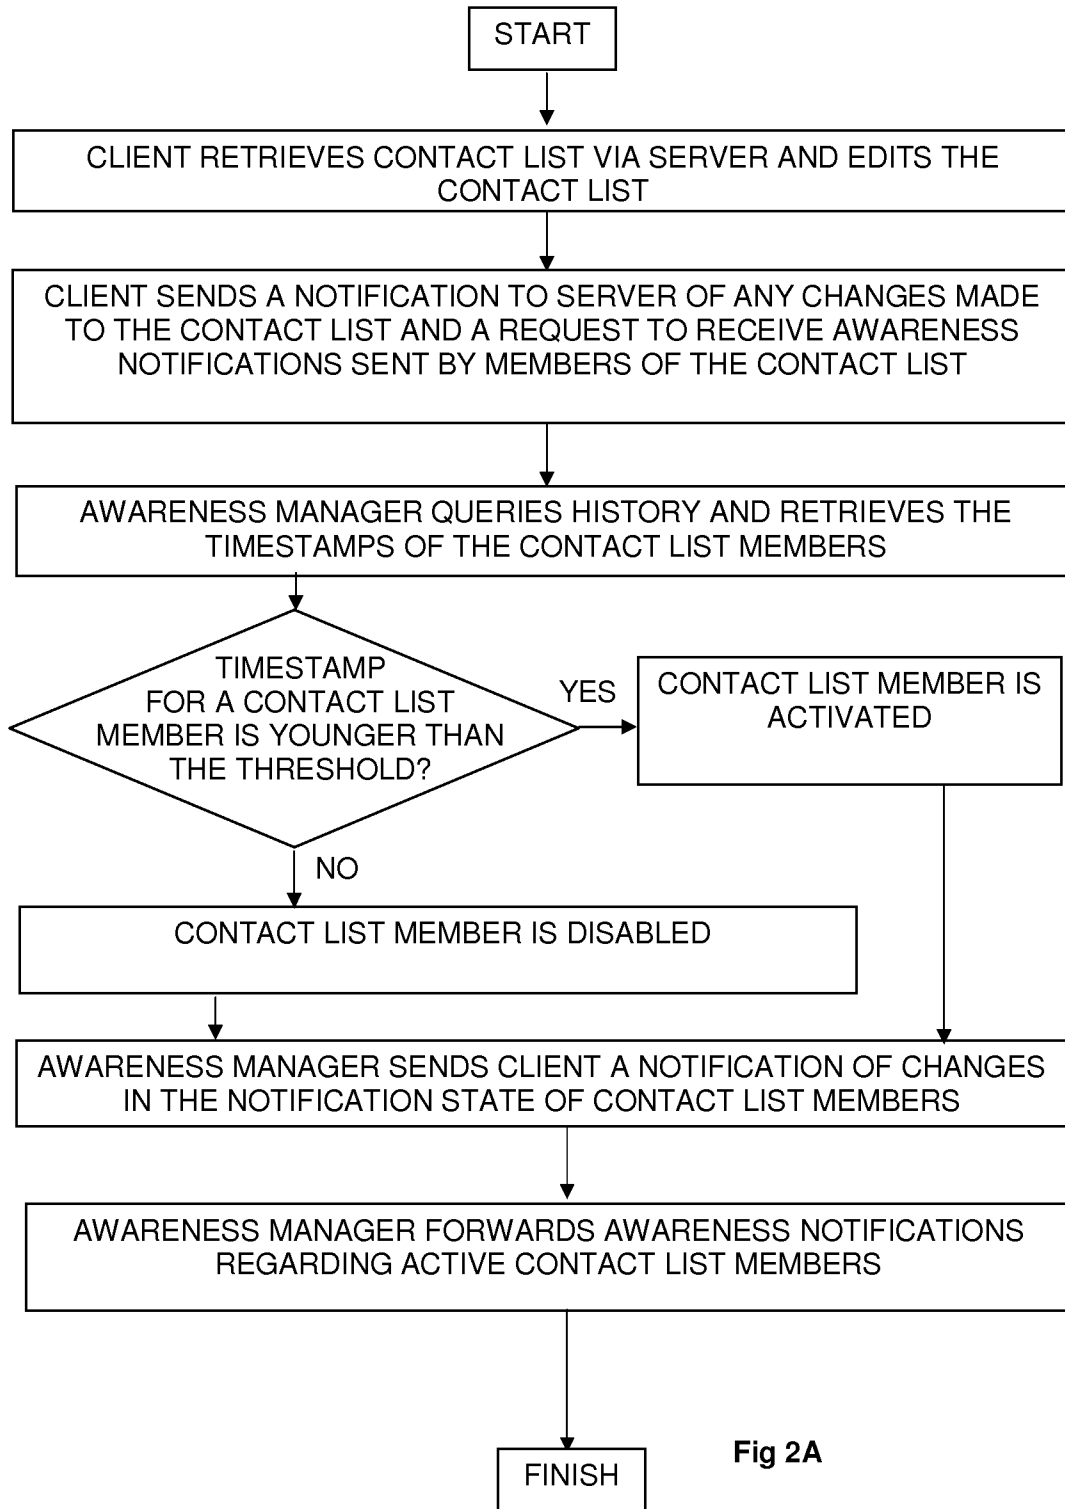 START
CLIENT RETRIEVES CONTACT LIST VIA SERVER AND EDITS THE
CONTACT LIST
CLIENT SENDS A NOTIFICATION TO SERVER OF ANY CHANGES MADE
TO THE CONTACT LIST AND A REQUEST TO RECEIVE AWARENESS
NOTIFICATIONS SENT BY MEMBERS OF THE CONTACT LIST
AWARENESS MANAGER QUERIES HISTORY AND RETRIEVES THE
TIMESTAMPS OF THE CONTACT LIST MEMBERS
TIMESTAMP
FOR A CONTACT LIST
MEMBER IS YOUNGER THAN
THE THRESHOLD?
YES
CONTACT LIST MEMBER IS
ACTIVATED
NO
CONTACT LIST MEMBER IS DISABLED
AWARENESS MANAGER SENDS CLIENT A NOTIFICATION OF CHANGES
IN THE NOTIFICATION STATE OF CONTACT LIST MEMBERS
AWARENESS MANAGER FORWARDS AWARENESS NOTIFICATIONS
REGARDING ACTIVE CONTACT LIST MEMBERS
Fig 2A
FINISH